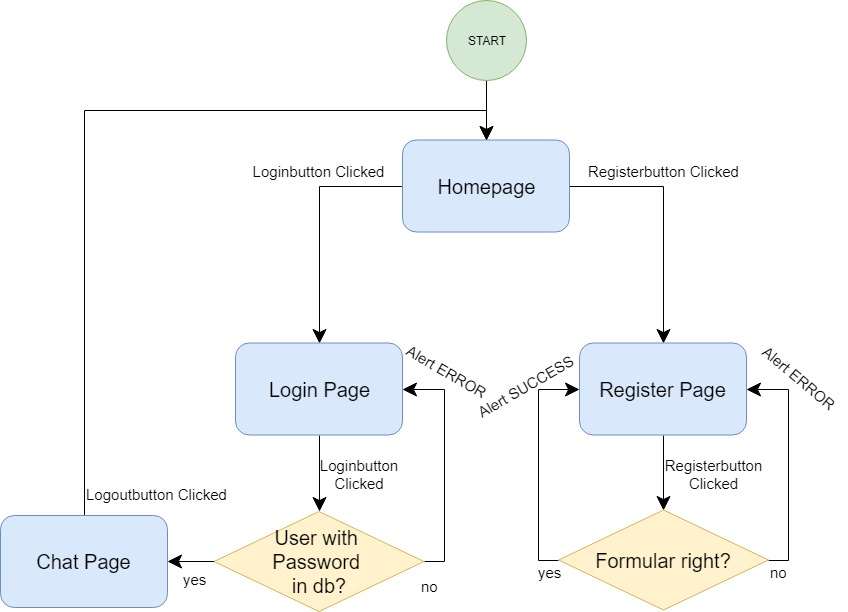 START
Homepage
Loginbutton Clicked
Registerbutton Clicked
Login Page
Alert ERROR
Alert SUCCESS
Register Page
Alert ERROR
Loginbutton
Clicked
Registerbutton
Clicked
Logoutbutton Clicked
Chat Page
yes
User with
Password
in db?
no
yes
Formular right?
no